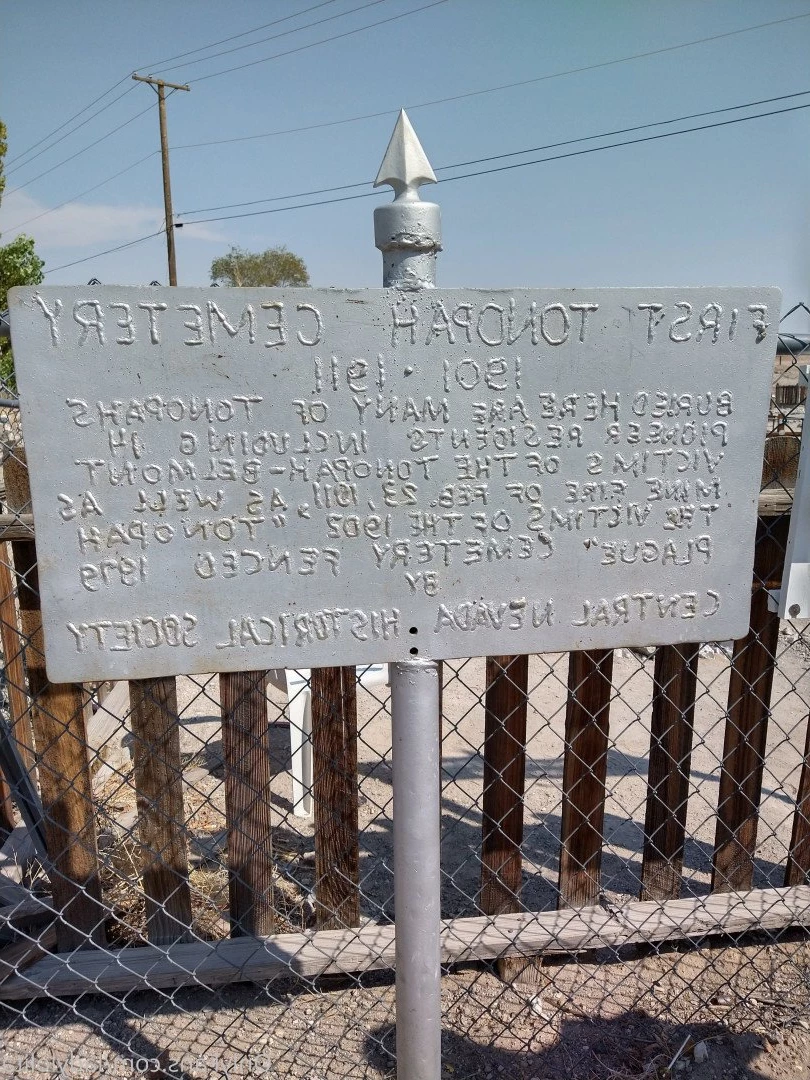 FIRST TONOPAH CEMETERY
1901 · 1911
BURIED HERE ARE MANY OF TONOPAHS
PIONEER RESIDENTS INCLUDING 14
VICTIMS OF THE TONOPAH-BELMONT
MINE FIRE OF FEB. 23, 1911, AS WELL AS
THE VICTIMS OF THE 1902 "TONOPAH
PLAGUE" CEMETERY FENCED 1979
BY
CENTRAL NEVADA HISTORICAL SOCIETY